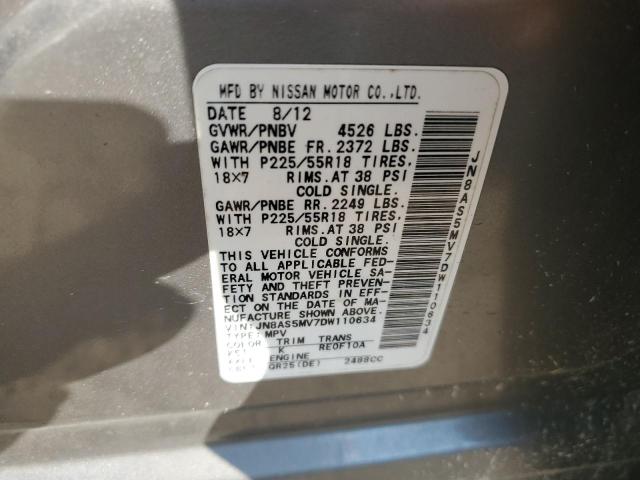 MFD BY NISSAN MOTOR CO.,LTD.
DATE 8/12
GVWR/PNBV 4526 LBS.
GAWR/PNBE FR. 2372 LBS.
WITH P225/55R18 TIRES,
18X7 RIMS.AT 38 PSI
COLD SINGLE.
GAWR/PNBE RR. 2249 LBS.
WITH P225/55R18 TIRES,
18X7 RIMS.AT 38 PSI
COLD SINGLE.
THIS VEHICLE CONFORMS
TO ALL APPLICABLE FED-
ERAL MOTOR VEHICLE SA-
FETY AND THEFT PREVEN-
TION STANDARDS IN EFF-
ECT ON THE DATE OF MA-
NUFACTURE SHOWN ABOVE.
VIN:JN8AS5MV7DW110634
TYPE:MPV
COLOR TRIM TRANS
K RE0F10A
ENGINE
QR25(DE) 2488CC
JN8AS5MV7DW110634